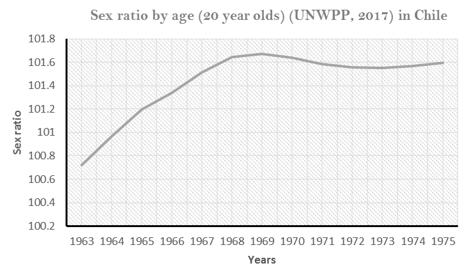 Sex ratio by age (20 year olds) (UNWPP, 2017) in Chile
101.8
101.6
101.4
101.2
101
100.8
100.6
100.4
100.2
Sex ratio
1963 1964 1965 1966 1967 1968 1969 1970 1971 1972 1973 1974 1975
Years